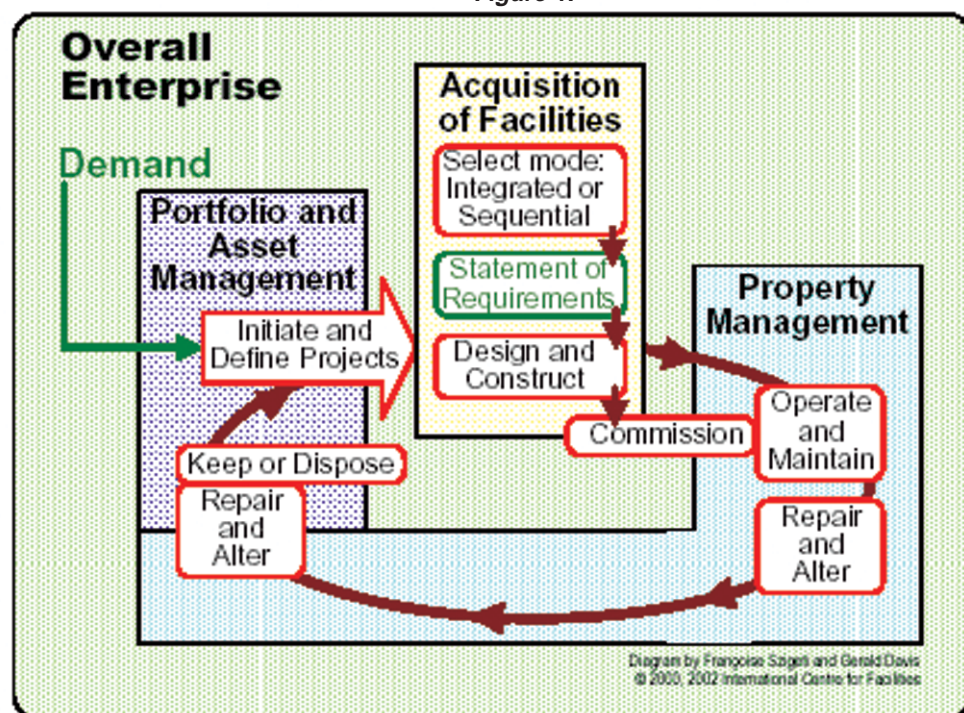 Figure 1.
Overall
Enterprise
Demand
Portfolio and
Asset
Management
Initiate and
Define Projects
Keep or Dispose
Repair
and
Alter
Acquisition
of Facilities
Select mode:
Integrated or
Sequential
Statement of
Requirements
Design and
Construct
Commission
Property
Management
Operate
and
Maintain
Repair
and
Alter
Diagram by Françoise Szigeti and Gerald Davis
© 2000, 2002 International Centre for Facilities